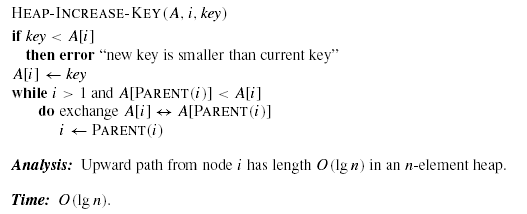 HEAP-INCREASE-KEY(A, i, key)
if key < A[i]
then error “new key is smaller than current key”
A[i] ← key
while i > 1 and A[PARENT(i)] < A[i]
do exchange A[i] ↔ A[PARENT(i)]
i ← PARENT(i)
Analysis: Upward path from node i has length O(lg n) in an n-element heap.
Time: O(lg n).